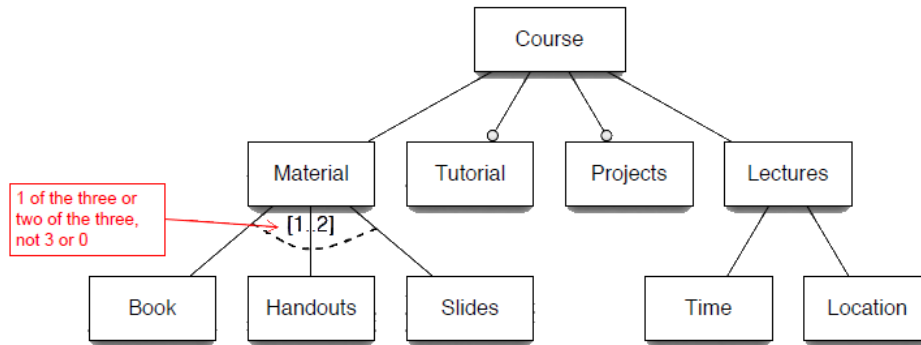 Course
Material
Tutorial
Projects
Lectures
1 of the three or
two of the three,
not 3 or 0
[1..2]
Book
Handouts
Slides
Time
Location